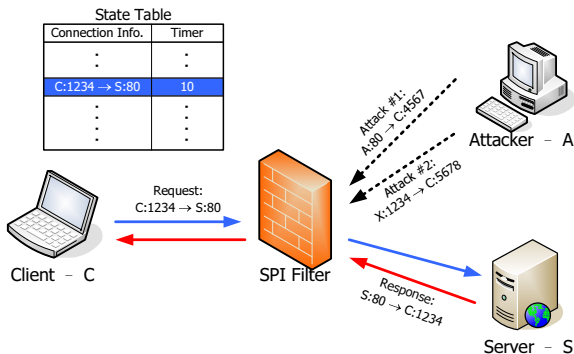 State Table
Connection Info. Timer
C:1234 → S:80 10
Attack #1:
A:80 → C:4567
Attacker – A
Attack #2:
X:1234 → C:5678
Request:
C:1234 → S:80
Client – C
SPI Filter
Response:
S:80 → C:1234
Server – S